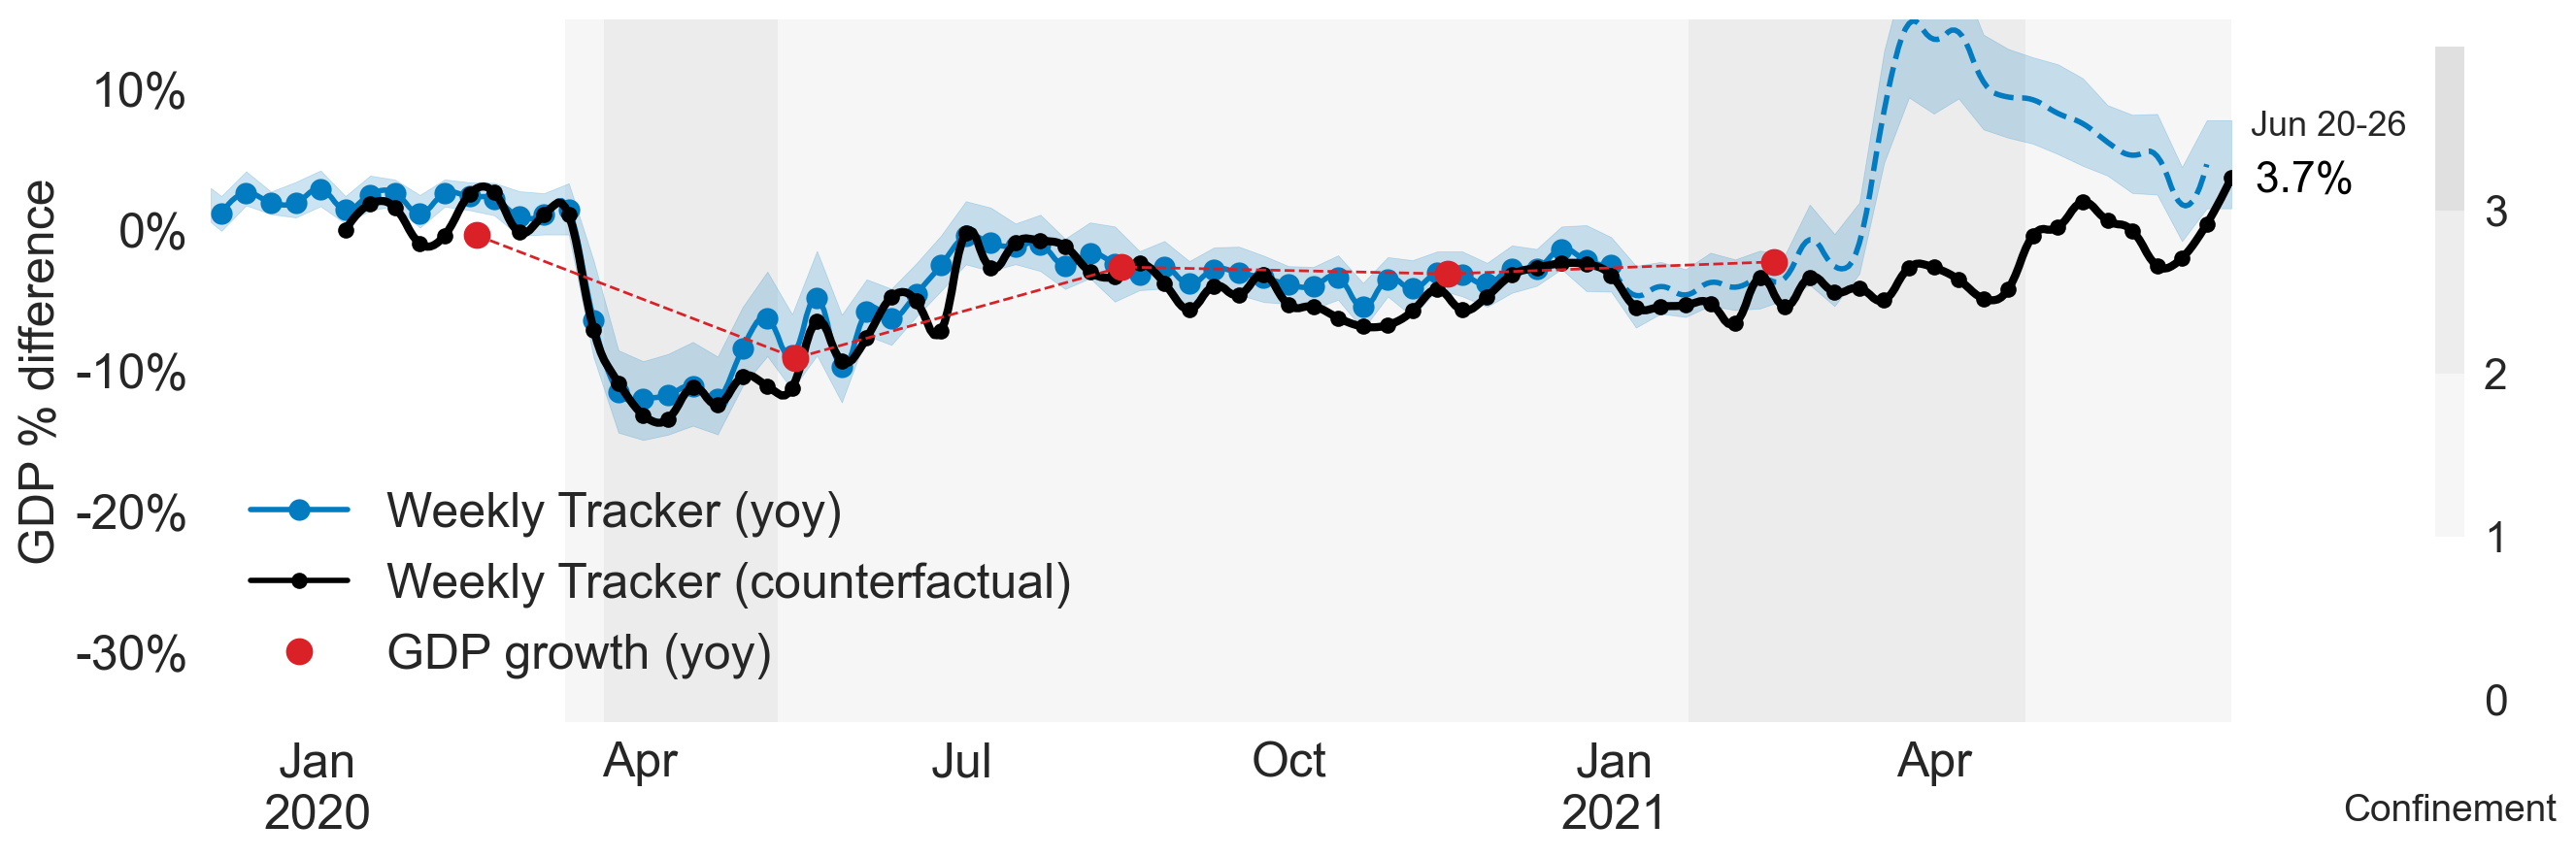 GDP % difference
10%
0%
-10%
-20%
-30%
Weekly Tracker (yoy)
Weekly Tracker (counterfactual)
GDP growth (yoy)
Jan
2020
Apr
Jul
Oct
Jan
2021
Apr
Jun 20-26
3.7%
3
2
1
0
Confinement